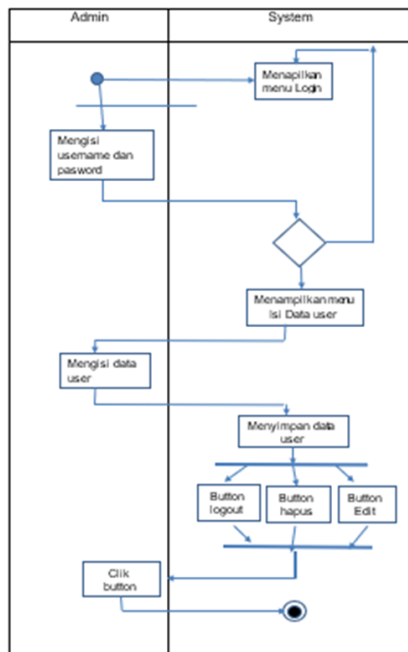 Admin
System
Menapilkan
menu Login
Mengisi
username dan
pasword
Menampilkan menu
Isi Data user
Mengisi data
user
Menyimpan data
user
Button
logout
Button
hapus
Button
Edit
Clik
button